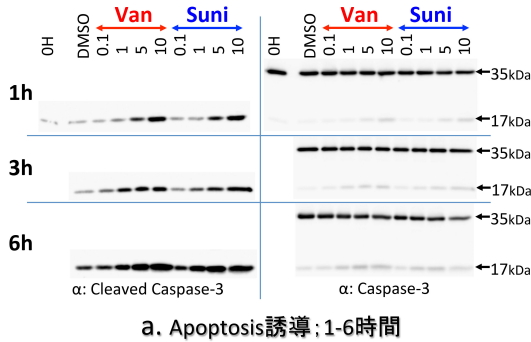 Van Suni Van Suni
0H DMSO 0.1 1 5 10 0.1 1 5 10 0H DMSO 0.1 1 5 10 0.1 1 5 10
1h
35kDa
17kDa
3h
35kDa
17kDa
6h
35kDa
17kDa
α: Cleaved Caspase-3 α: Caspase-3
a. Apoptosis誘導；1-6時間